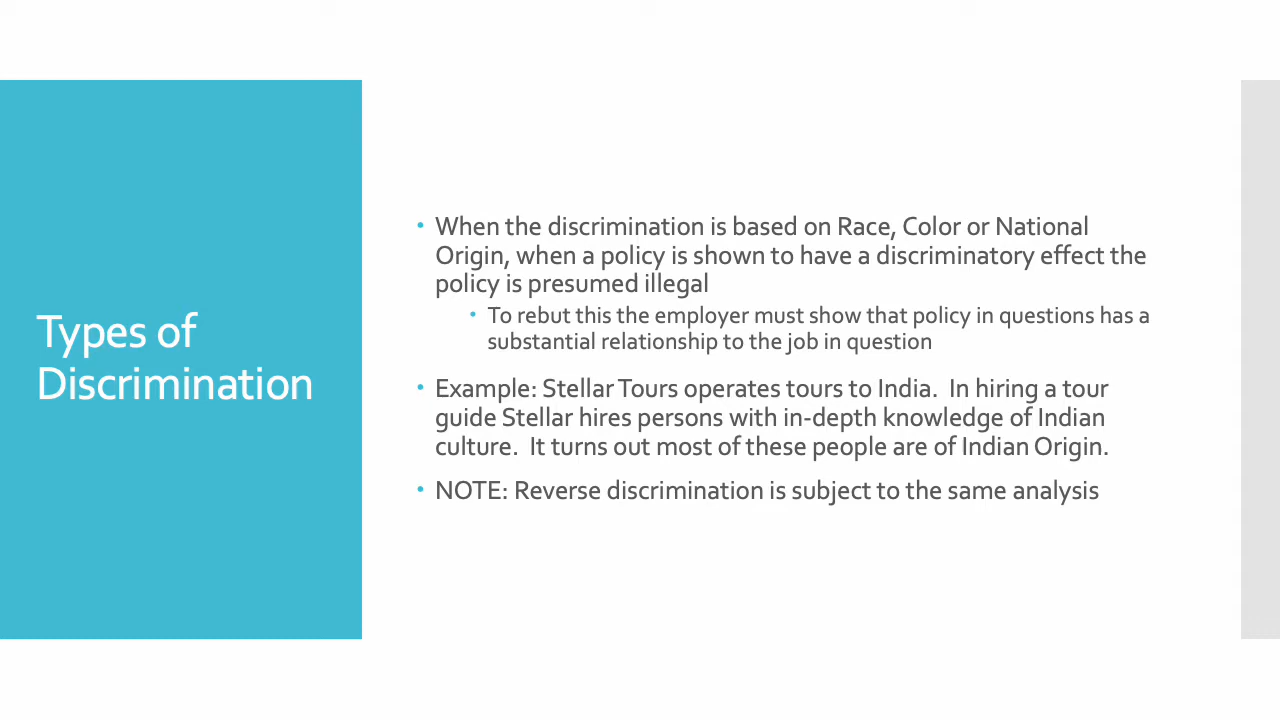 Types of
Discrimination
• When the discrimination is based on Race, Color or National
Origin, when a policy is shown to have a discriminatory effect the
policy is presumed illegal
• To rebut this the employer must show that policy in questions has a
substantial relationship to the job in question
• Example: Stellar Tours operates tours to India.  In hiring a tour
guide Stellar hires persons with in-depth knowledge of Indian
culture.  It turns out most of these people are of Indian Origin.
• NOTE: Reverse discrimination is subject to the same analysis